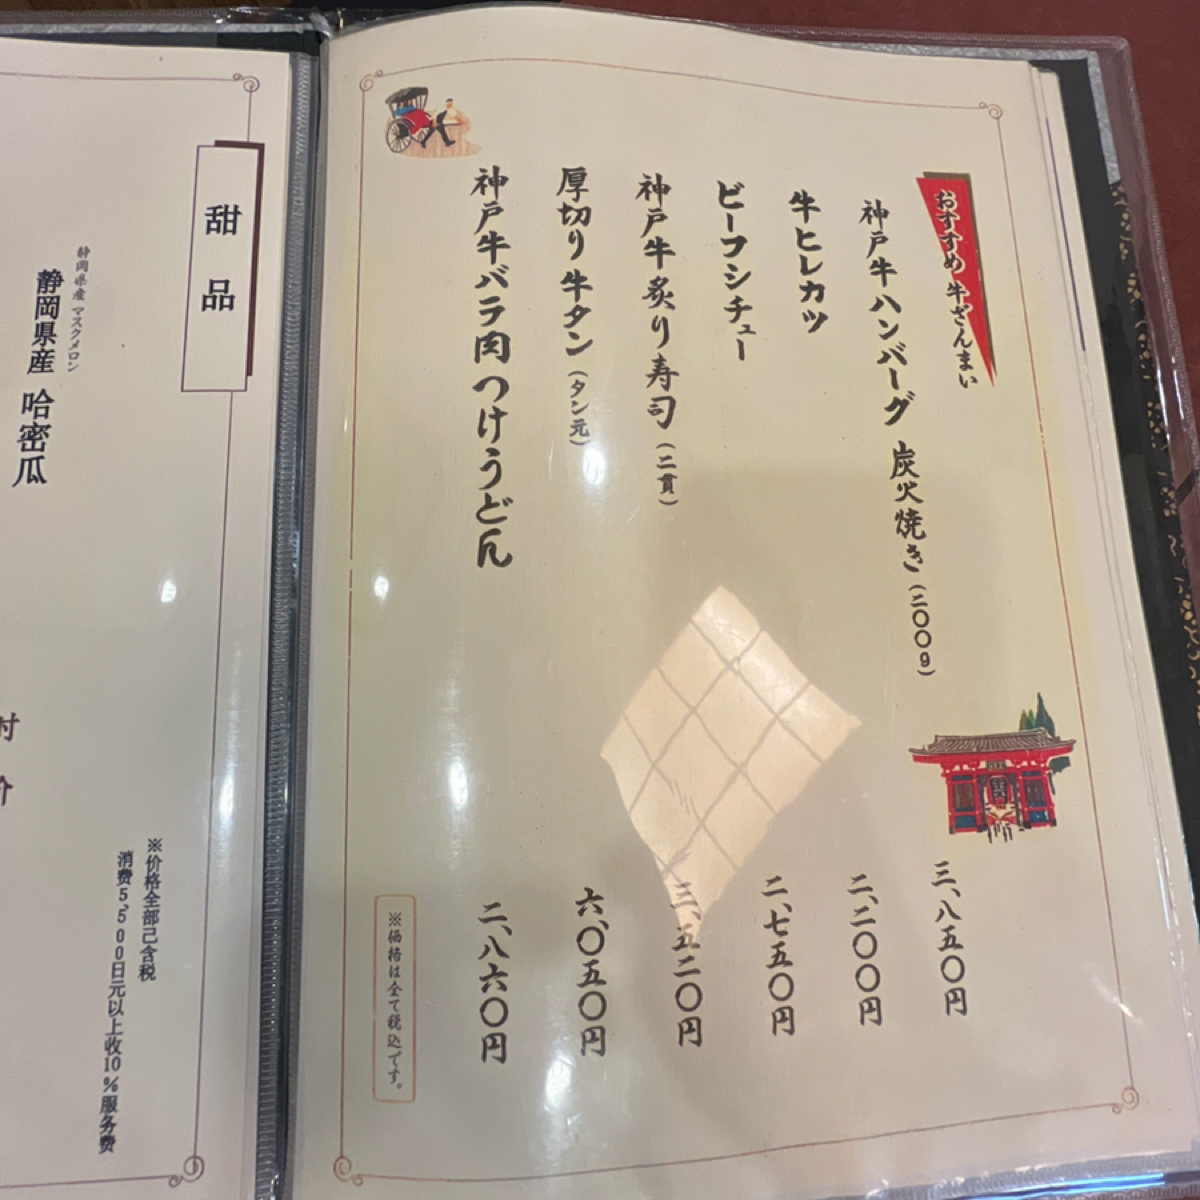 おすすめ 牛ざんまい
神戸牛ハンバーグ 炭火焼き(二〇〇g) 三、八五〇円
牛ヒレカツ 二、二〇〇円
ビーフシチュー 二、七五〇円
神戸牛炙り寿司(二貫) 三、五二〇円
厚切り牛タン(タン元) 六、〇五〇円
神戸牛バラ肉つけうどん 二、八六〇円
※価格は全て税込です。
甜品
静岡県産 マスクメロン
静岡県産 哈密瓜
时
价
※价格全部己含税
消费5,500日元以上收10%服务费